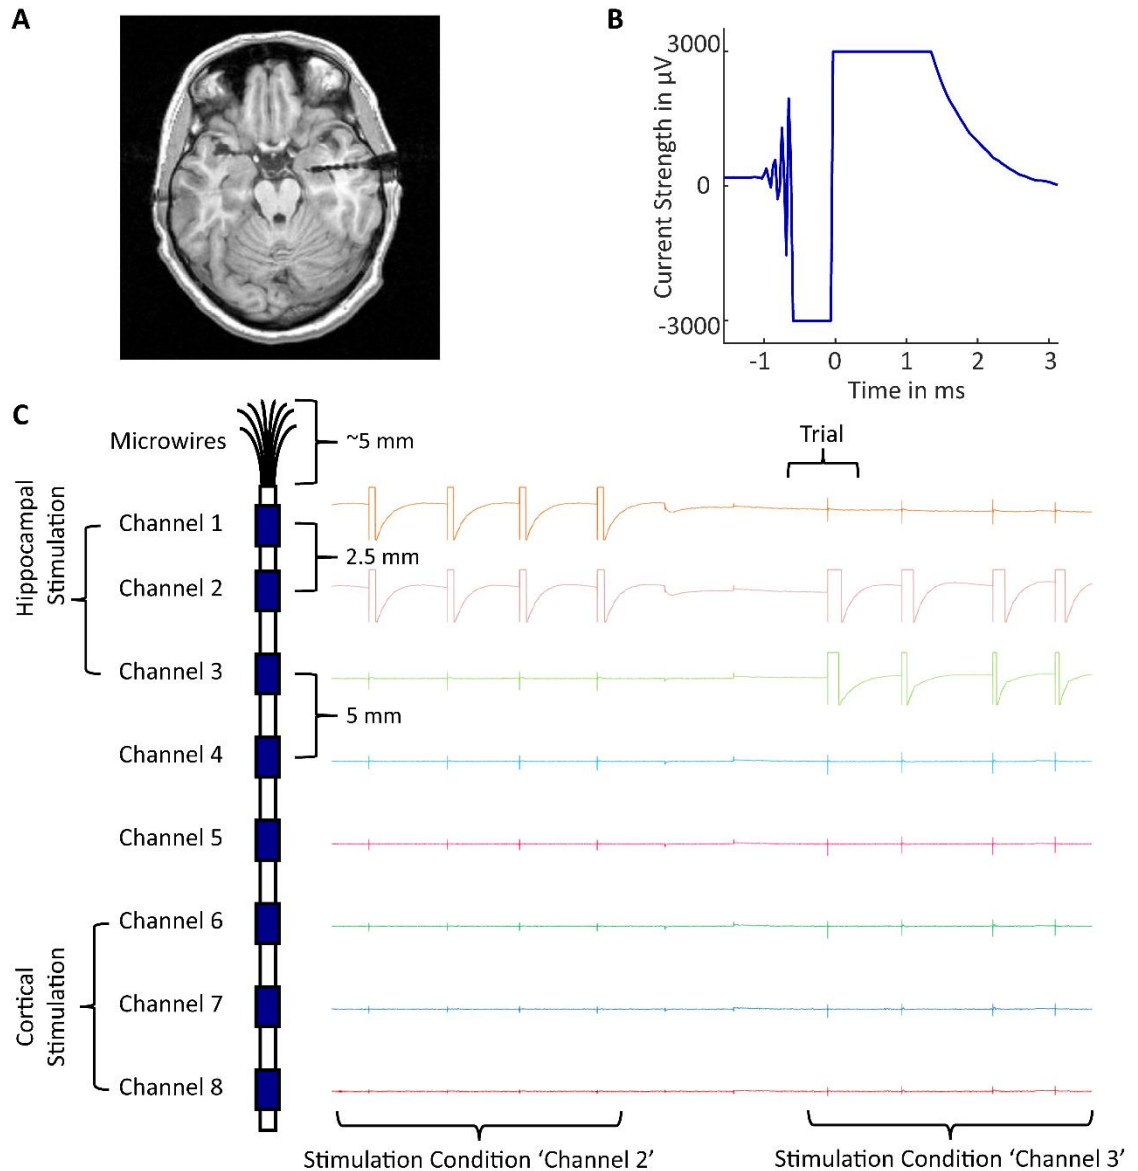 A
B
Current Strength in µV
3000
0
-3000
-1 0 1 2 3
Time in ms
C
Microwires
~5 mm
Trial
Hippocampal
Stimulation
Channel 1
2.5 mm
Channel 2
Channel 3
5 mm
Channel 4
Channel 5
Cortical
Stimulation
Channel 6
Channel 7
Channel 8
Stimulation Condition ‘Channel 2’
Stimulation Condition ‘Channel 3’